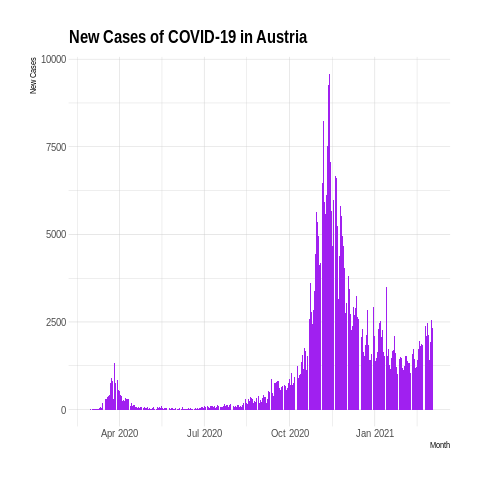 New Cases of COVID-19 in Austria
New Cases
10000
7500
5000
2500
0
Apr 2020 Jul 2020 Oct 2020 Jan 2021
Month